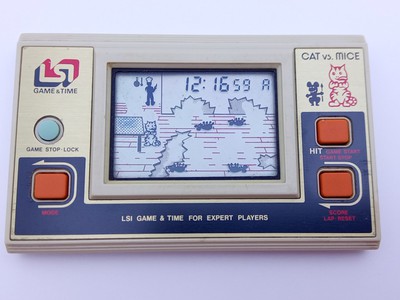 LSI
GAME & TIME
CAT vs. MICE
12:16 59 A
GAME STOP·LOCK
HIT
MODE
SCORE
LAP·RESET
LSI GAME & TIME FOR EXPERT PLAYERS